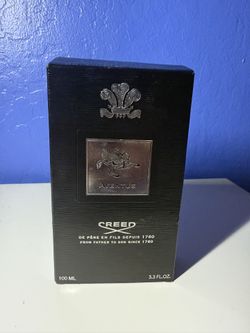 AVENTUS
CREED
DE PÈRE EN FILS DEPUIS 1760
FROM FATHER TO SON SINCE 1760
100 ML
3.3 FL.OZ.